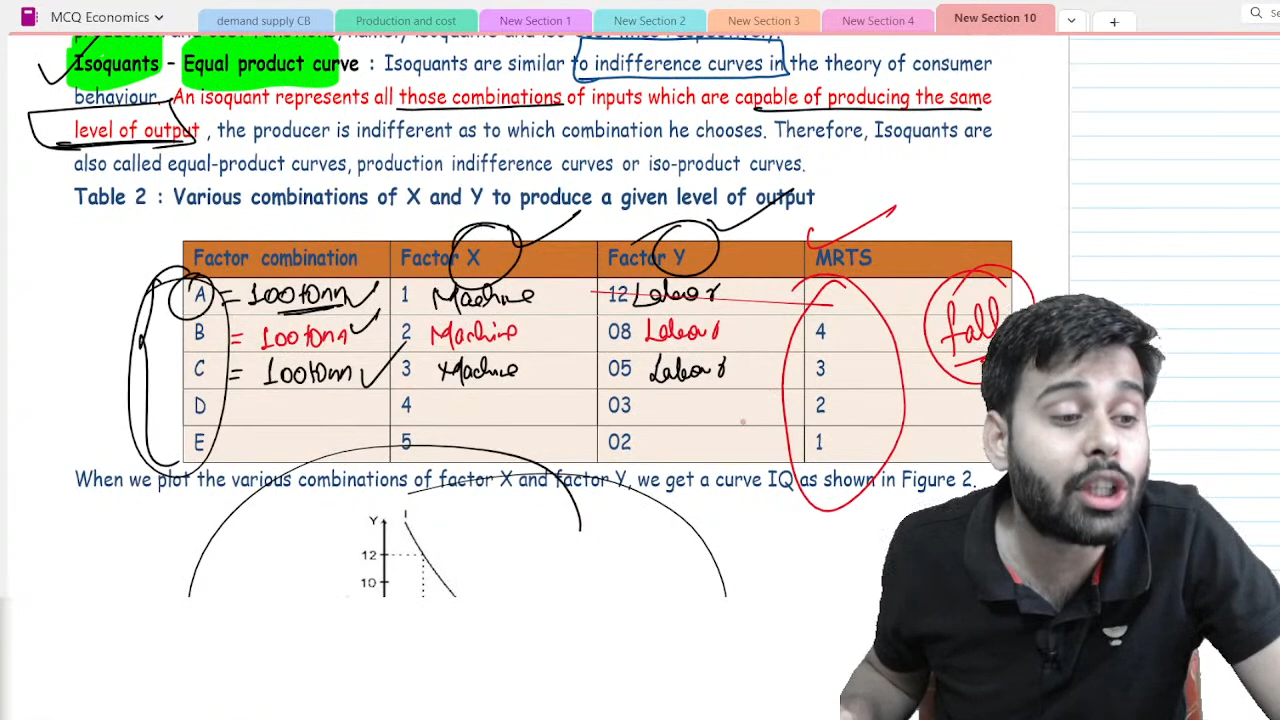 MCQ Economics
demand supply CB
Production and cost
New Section 1
New Section 2
New Section 3
New Section 4
New Section 10
Isoquants - Equal product curve : Isoquants are similar to indifference curves in the theory of consumer
behaviour. An isoquant represents all those combinations of inputs which are capable of producing the same
level of output , the producer is indifferent as to which combination he chooses. Therefore, Isoquants are
also called equal-product curves, production indifference curves or iso-product curves.
Table 2 : Various combinations of X and Y to produce a given level of output
Factor combination Factor X Factor Y MRTS
A = 100 tonn 1 Machine 12 Labour -
B = 100 tonn 2 Machine 08 Labour 4
C = 100 tonn 3 Machine 05 Labour 3
D 4 03 2
E 5 02 1
fall
When we plot the various combinations of factor X and factor Y, we get a curve IQ as shown in Figure 2.
Y
12
10